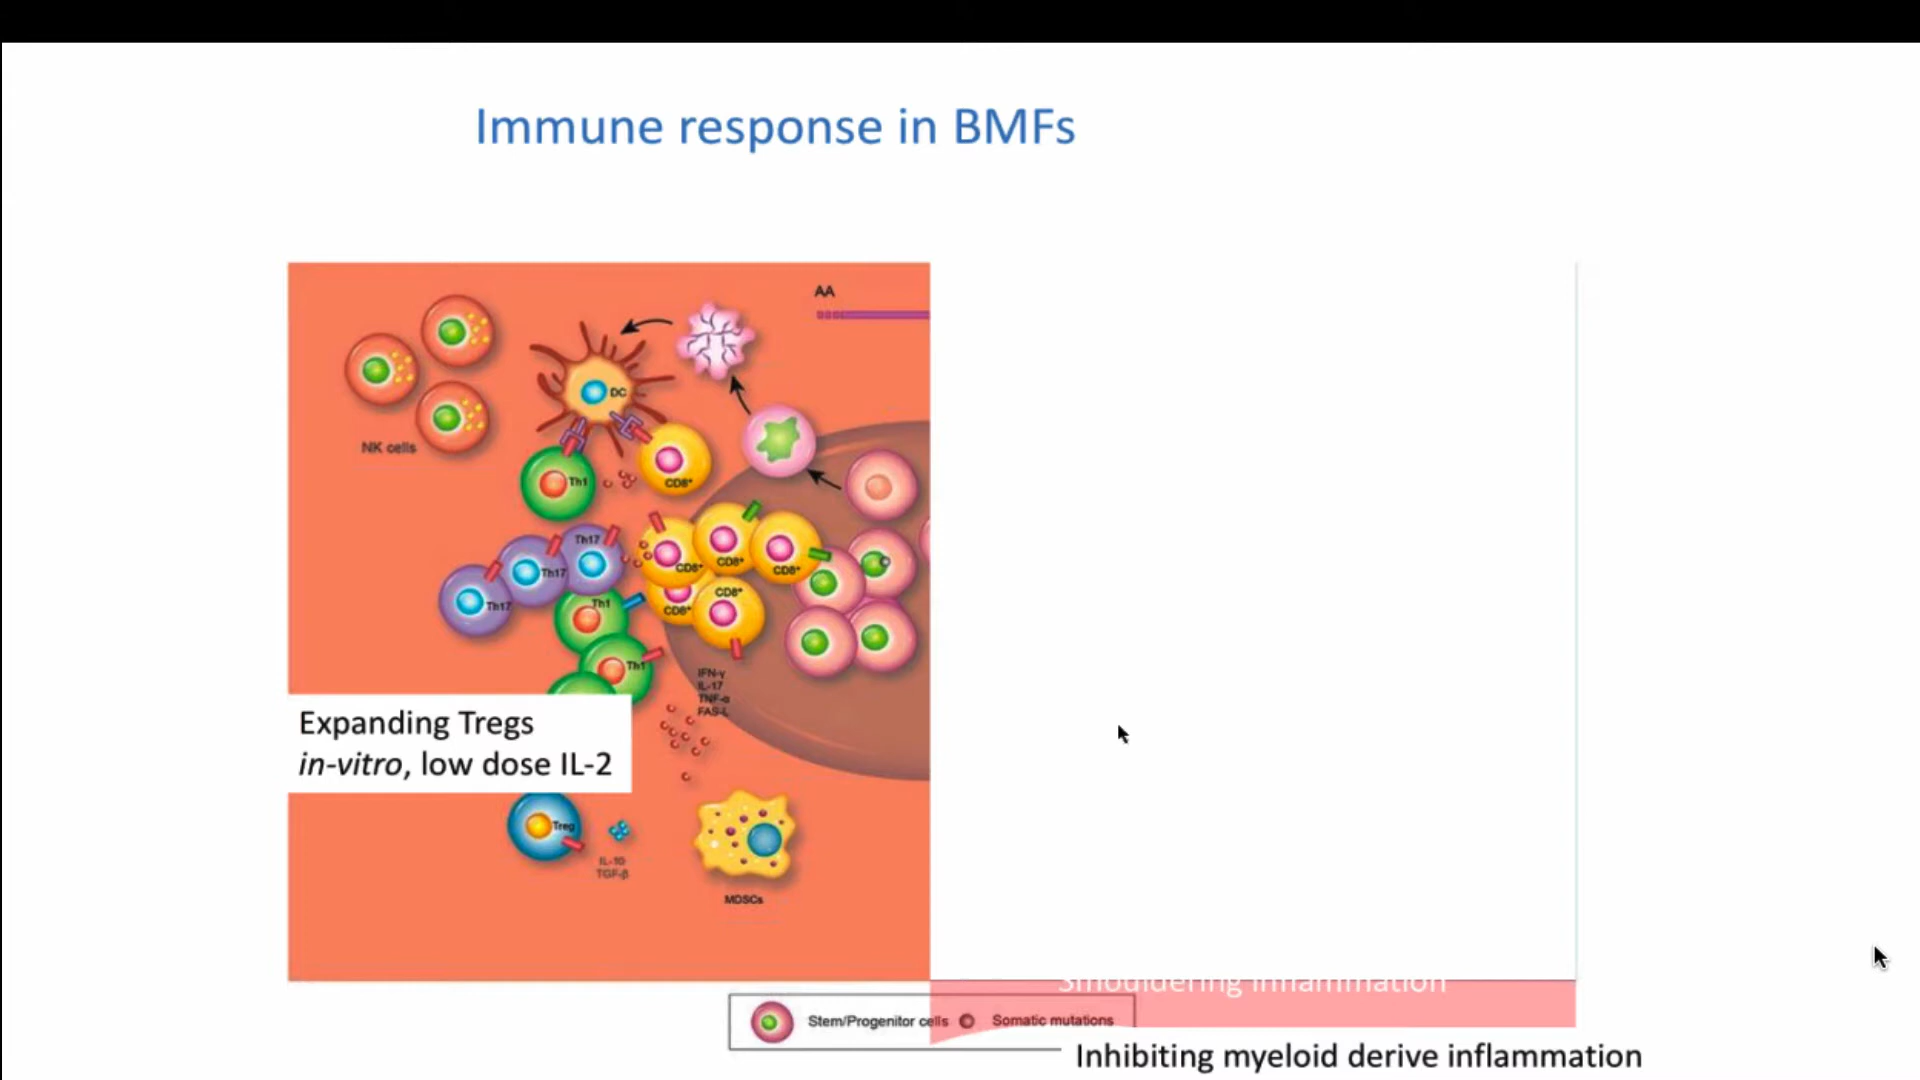 Immune response in BMFs
AA
DC
NK cells
Th1
CD8+
Th17
Th17
Th17
CD8+
CD8+
CD8+
CD8+
CD8+
Th1
Th1
IFN-γ
IL-17
TNF-α
FAS-L
Expanding Tregs
in-vitro, low dose IL-2
Treg
IL-10
TGF-β
MDSCs
Smouldering inflammation
Stem/Progenitor cells
Somatic mutations
Inhibiting myeloid derive inflammation